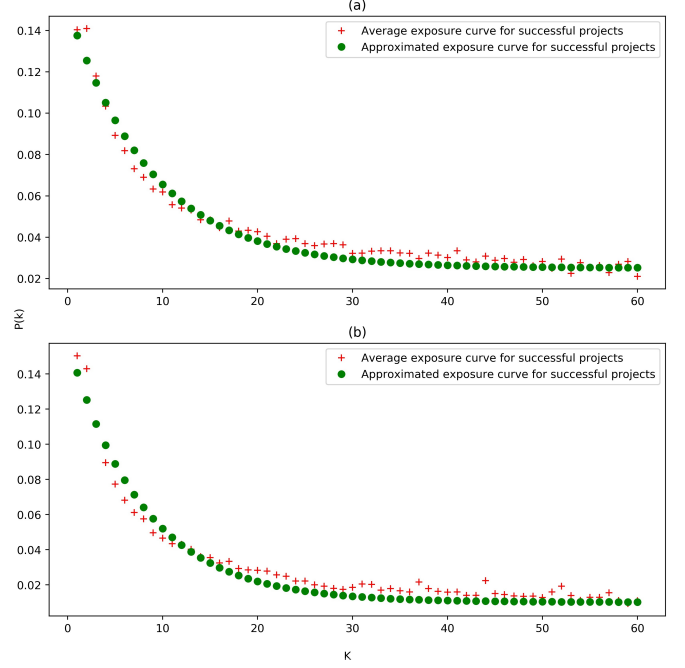 (a)
0.14
Average exposure curve for successful projects
Approximated exposure curve for successful projects
0.12
0.10
0.08
0.06
0.04
0.02
0 10 20 30 40 50 60
P(k)
(b)
Average exposure curve for successful projects
0.14
Approximated exposure curve for successful projects
0.12
0.10
0.08
0.06
0.04
0.02
0 10 20 30 40 50 60
K